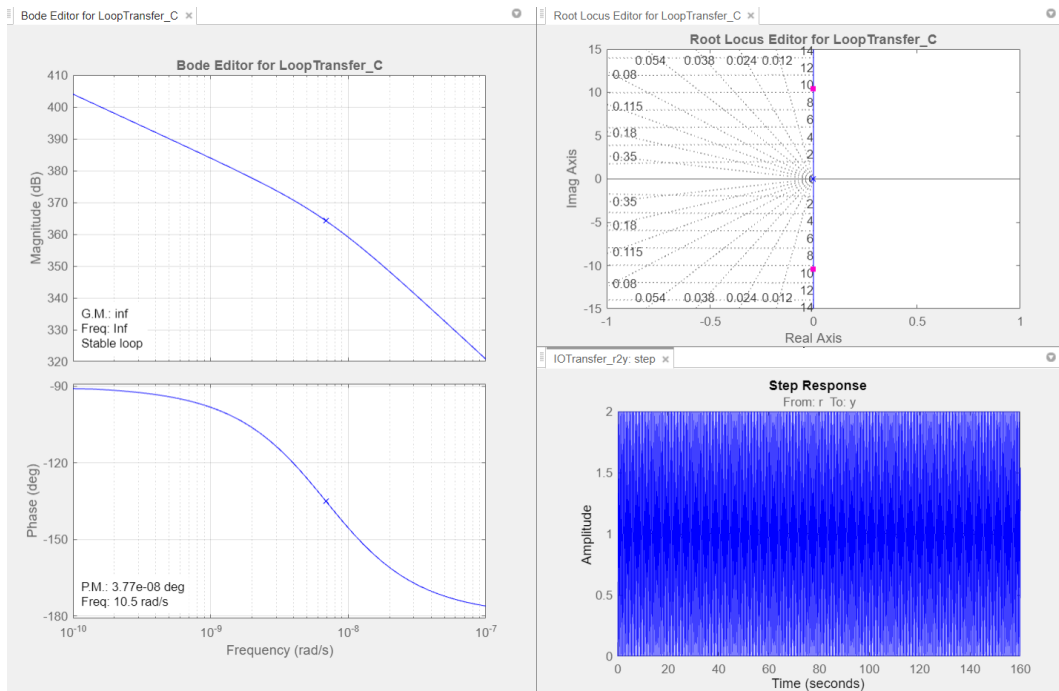 Bode Editor for LoopTransfer_C ×
Bode Editor for LoopTransfer_C
410
400
390
380
370
360
350
340
330
320
Magnitude (dB)
G.M.: inf
Freq: Inf
Stable loop
-90
-120
-150
-180
Phase (deg)
P.M.: 3.77e-08 deg
Freq: 10.5 rad/s
10^-10
10^-9
10^-8
10^-7
Frequency (rad/s)
Root Locus Editor for LoopTransfer_C ×
Root Locus Editor for LoopTransfer_C
15
10
5
0
-5
-10
-15
Imag Axis
0.054 0.038 0.024 0.012
0.08
0.115
0.18
0.35
0.35
0.18
0.115
0.08
0.054 0.038 0.024 0.012
14
12
10
8
6
4
2
2
4
6
8
10
12
14
-1 -0.5 0 0.5 1
Real Axis
IOTransfer_r2y: step ×
Step Response
From: r To: y
2
1.5
1
0.5
0
Amplitude
0 20 40 60 80 100 120 140 160
Time (seconds)